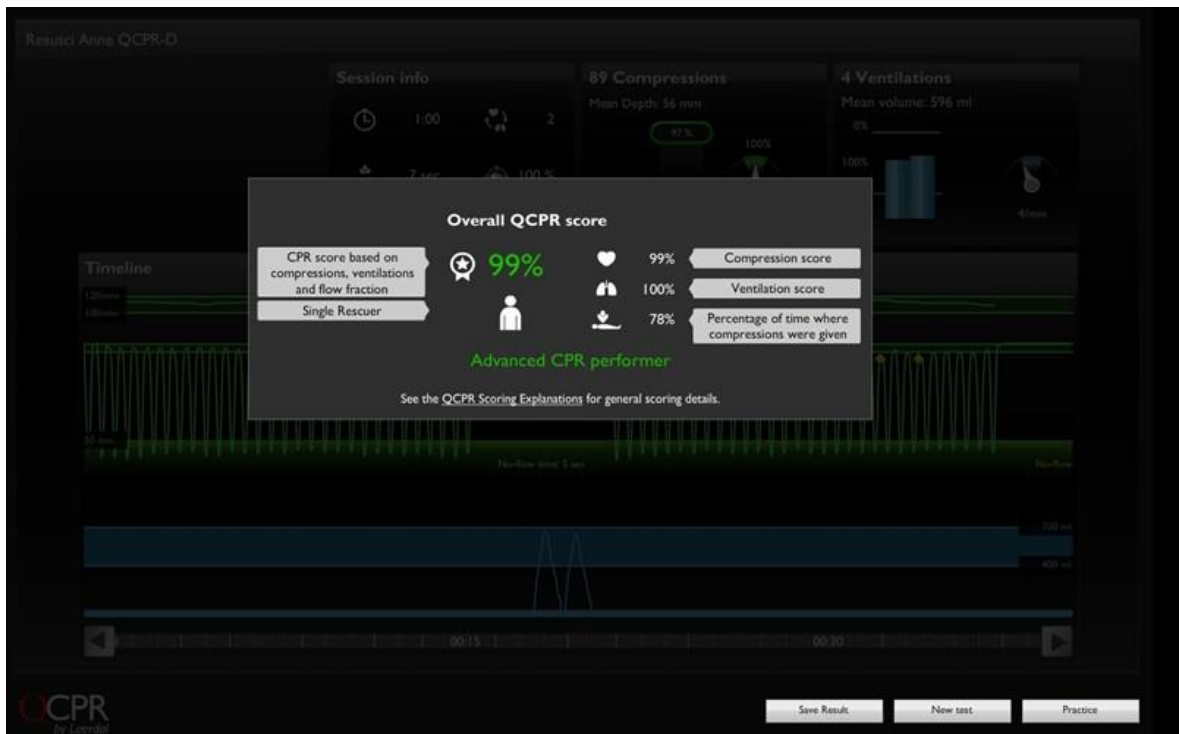 Resusci Anne QCPR-D
Session info
1:00
2
7 sec
100 %
89 Compressions
Mean Depth: 56 mm
97 %
100%
4 Ventilations
Mean volume: 596 ml
0%
100%
Overall QCPR score
CPR score based on
compressions, ventilations
and flow fraction
Single Rescuer
99%
99%
Compression score
100%
Ventilation score
78%
Percentage of time where
compressions were given
Advanced CPR performer
See the QCPR Scoring Explanations for general scoring details.
Timeline
50 mm
No-flow time: 5 sec
No-flow
700 ml
400 ml
00:15
00:30
QCPR
by Laerdal
Save Result
New test
Practice